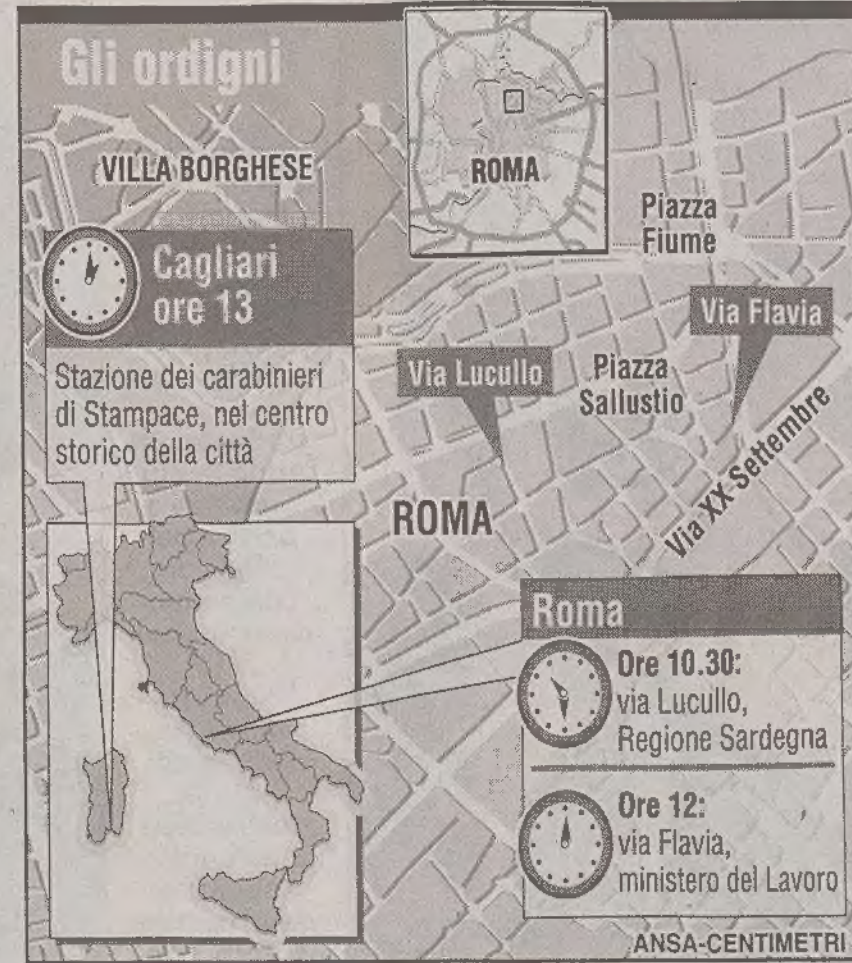 Gli ordigni
VILLA BORGHESE
ROMA
Piazza
Fiume
Cagliari
ore 13
Stazione dei carabinieri
di Stampace, nel centro
storico della città
Via Lucullo
Piazza
Sallustio
Via Flavia
Via XX Settembre
ROMA
Roma
Ore 10.30:
via Lucullo,
Regione Sardegna
Ore 12:
via Flavia,
ministero del Lavoro
ANSA-CENTIMETRI